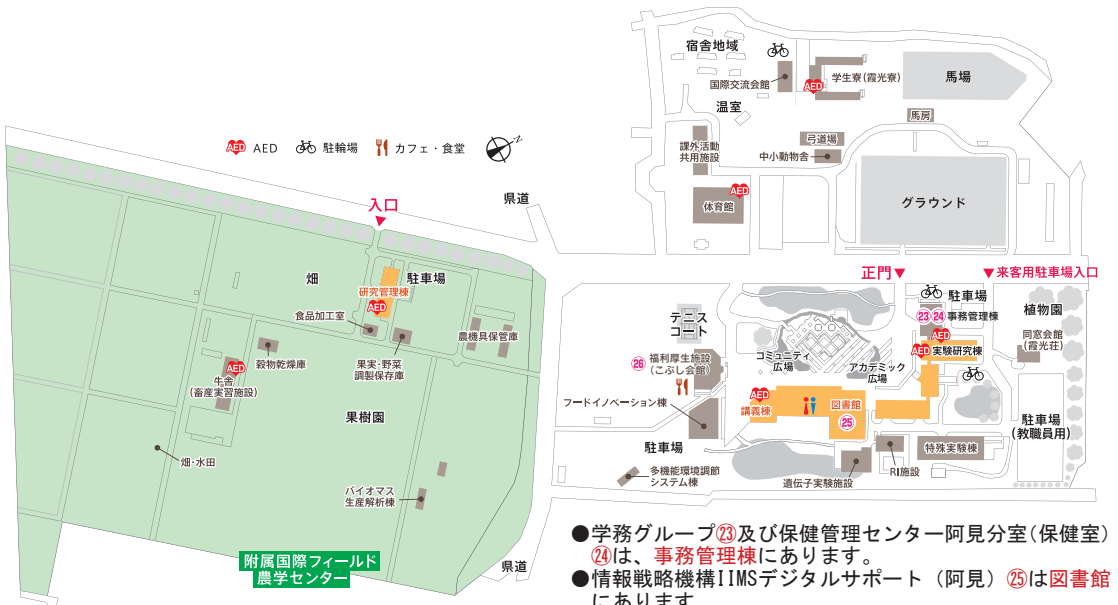 宿舎地域
国際交流会館
AED
学生寮(霞光寮)
馬場
温室
馬房
弓道場
課外活動
共用施設
中小動物舎
AED
体育館
グラウンド
AED AED 駐輪場 カフェ・食堂 N
県道
入口
畑
駐車場
研究管理棟
AED
食品加工室
果実・野菜
調製保存庫
農機具保管庫
穀物乾燥庫
AED
牛舎
(畜産実習施設)
果樹園
畑・水田
バイオマス
生産解析棟
附属国際フィールド
農学センター
県道
正門
来客用駐車場入口
駐車場
植物園
㉓㉔ 事務管理棟
AED
AED 実験研究棟
同窓会館
(霞光荘)
テニス
コート
㉖ 福利厚生施設
(こぶし会館)
コミュニティ
広場
アカデミック
広場
フードイノベーション棟
AED
講義棟
図書館
㉕
駐車場
(教職員用)
駐車場
多機能環境調節
システム棟
遺伝子実験施設
RI施設
特殊実験棟
●学務グループ㉓及び保健管理センター阿見分室(保健室)
㉔は、事務管理棟にあります。
●情報戦略機構IIMSデジタルサポート(阿見)㉕は図書館
にあります